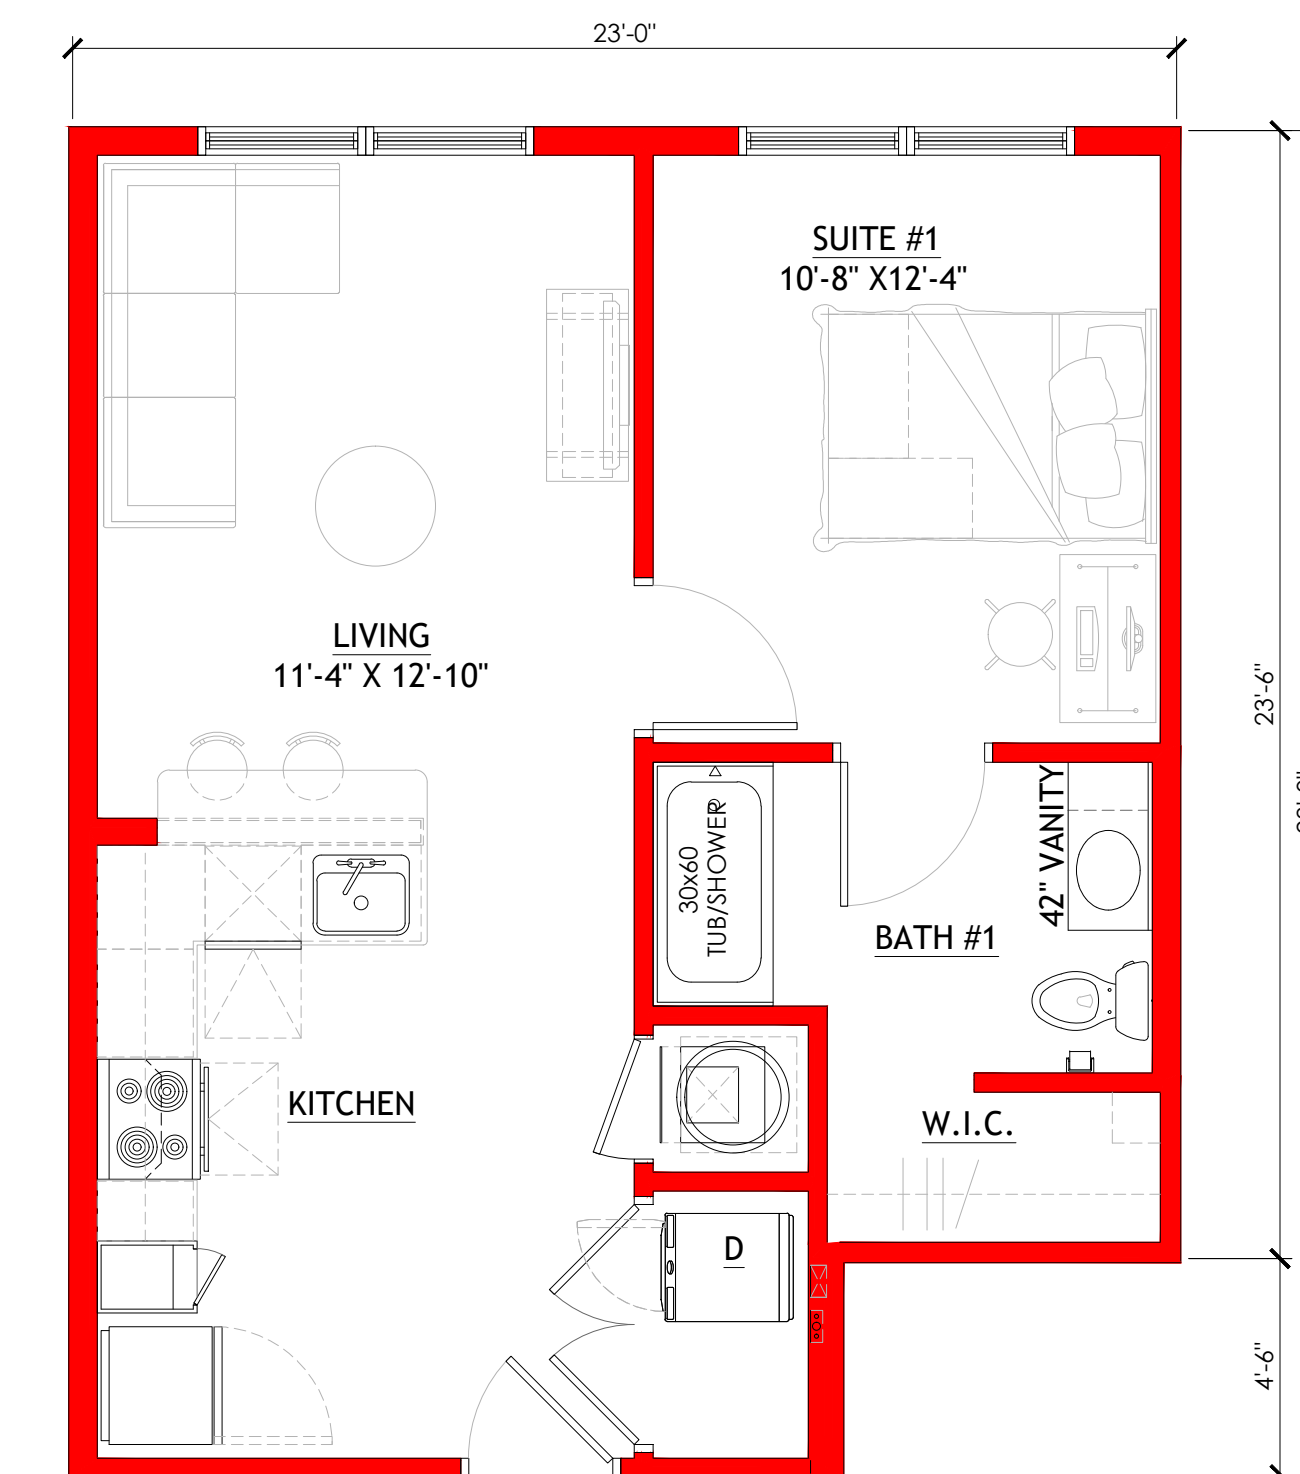 23'-0"
SUITE #1
10'-8" X12'-4"
LIVING
11'-4" X 12'-10"
23'-6"
42" VANITY
30x60
TUB/SHOWER
BATH #1
KITCHEN
W.I.C.
D
4'-6"